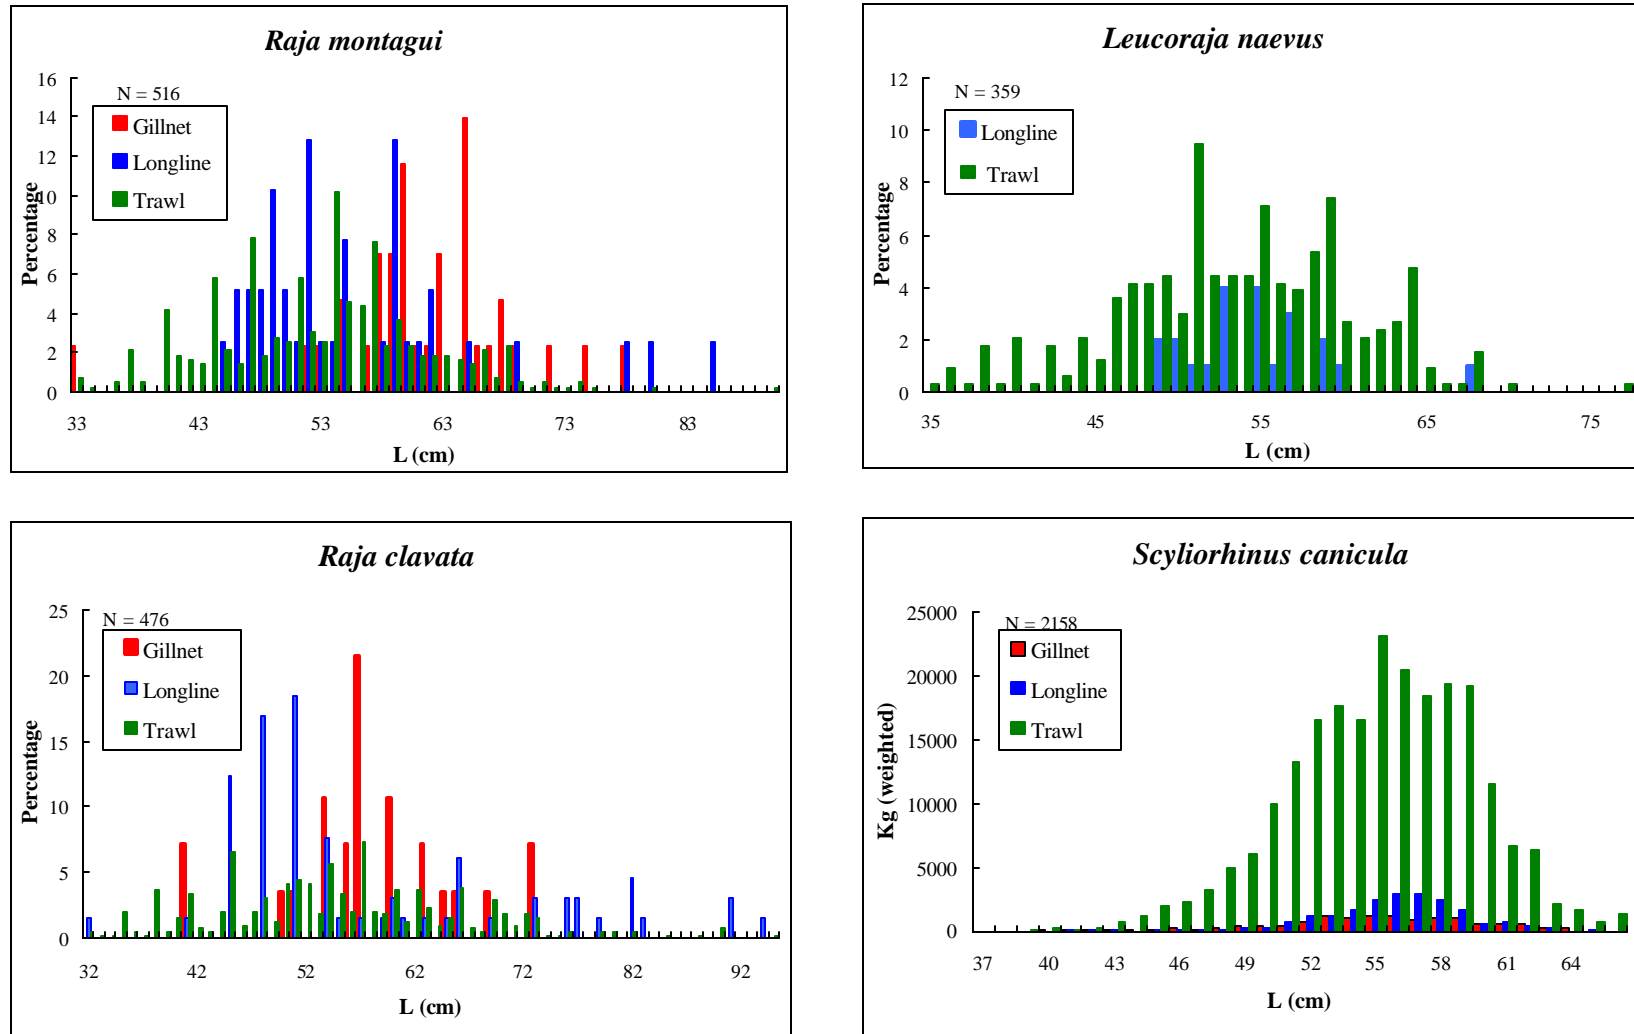 Raja montagui
16
14
12
10
8
6
4
2
0
Percentage
N = 516
Gillnet
Longline
Trawl
33 43 53 63 73 83
L (cm)
Leucoraja naevus
12
10
8
6
4
2
0
Percentage
N = 359
Longline
Trawl
35 45 55 65 75
L (cm)
Raja clavata
25
20
15
10
5
0
Percentage
N = 476
Gillnet
Longline
Trawl
32 42 52 62 72 82 92
L (cm)
Scyliorhinus canicula
25000
20000
15000
10000
5000
0
Kg (weighted)
N = 2158
Gillnet
Longline
Trawl
37 40 43 46 49 52 55 58 61 64
L (cm)